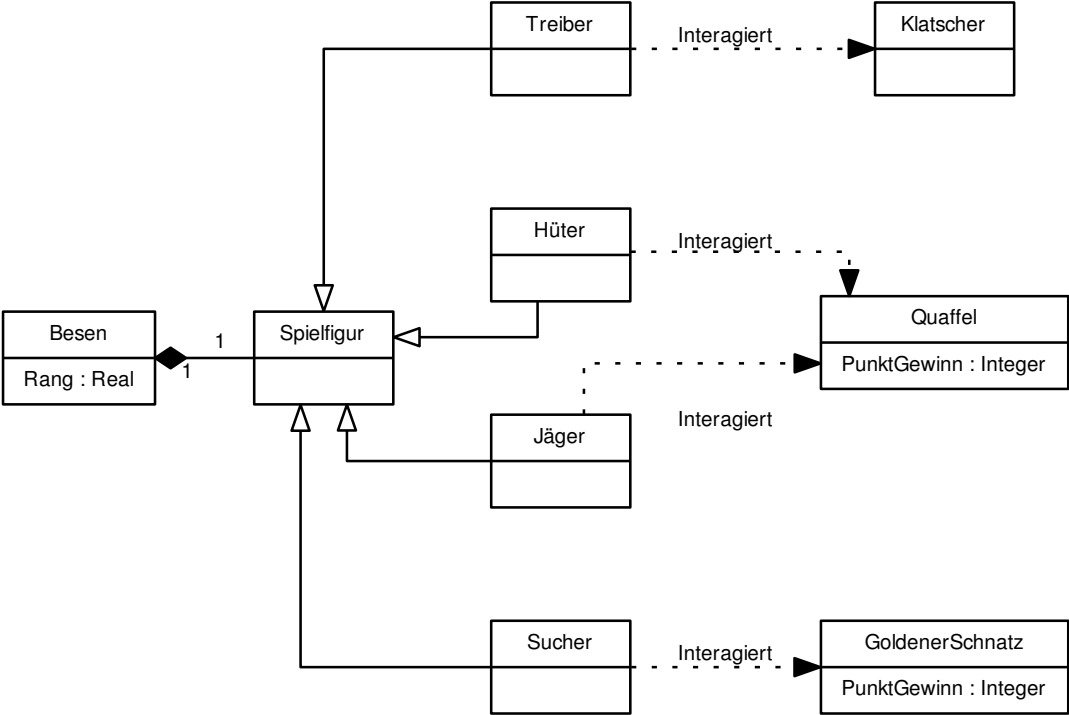 Treiber
Interagiert
Klatscher
Hüter
Interagiert
Quaffel
PunktGewinn : Integer
Besen
Rang : Real
1
1
Spielfigur
Jäger
Interagiert
Sucher
Interagiert
GoldenerSchnatz
PunktGewinn : Integer